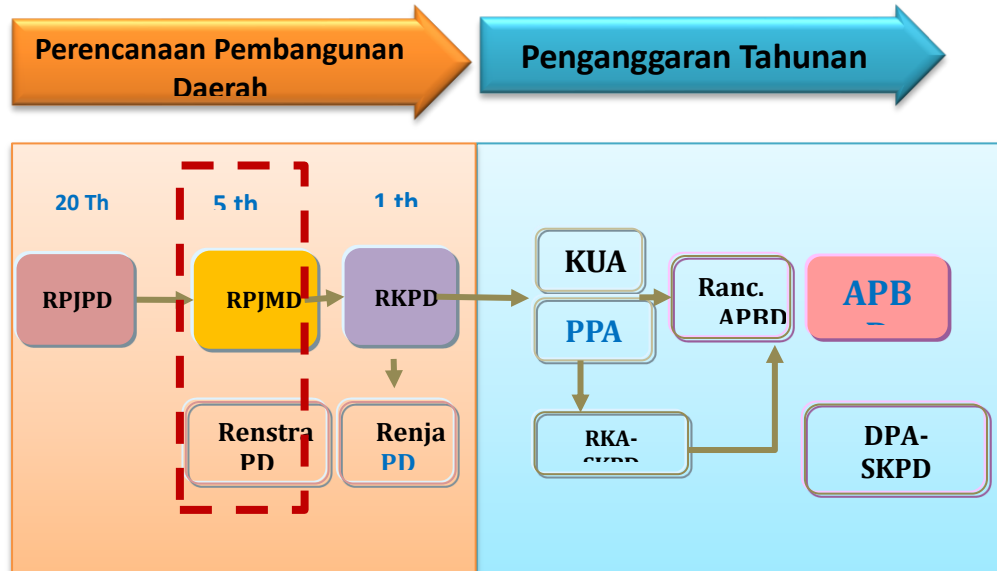 Perencanaan Pembangunan
Daerah
Penganggaran Tahunan
20 Th
5 th
1 th
RPJPD
RPJMD
RKPD
Renstra
PD
Renja
PD
KUA
PPA
Ranc.
APBD
APB
D
RKA-
SKPD
DPA-
SKPD